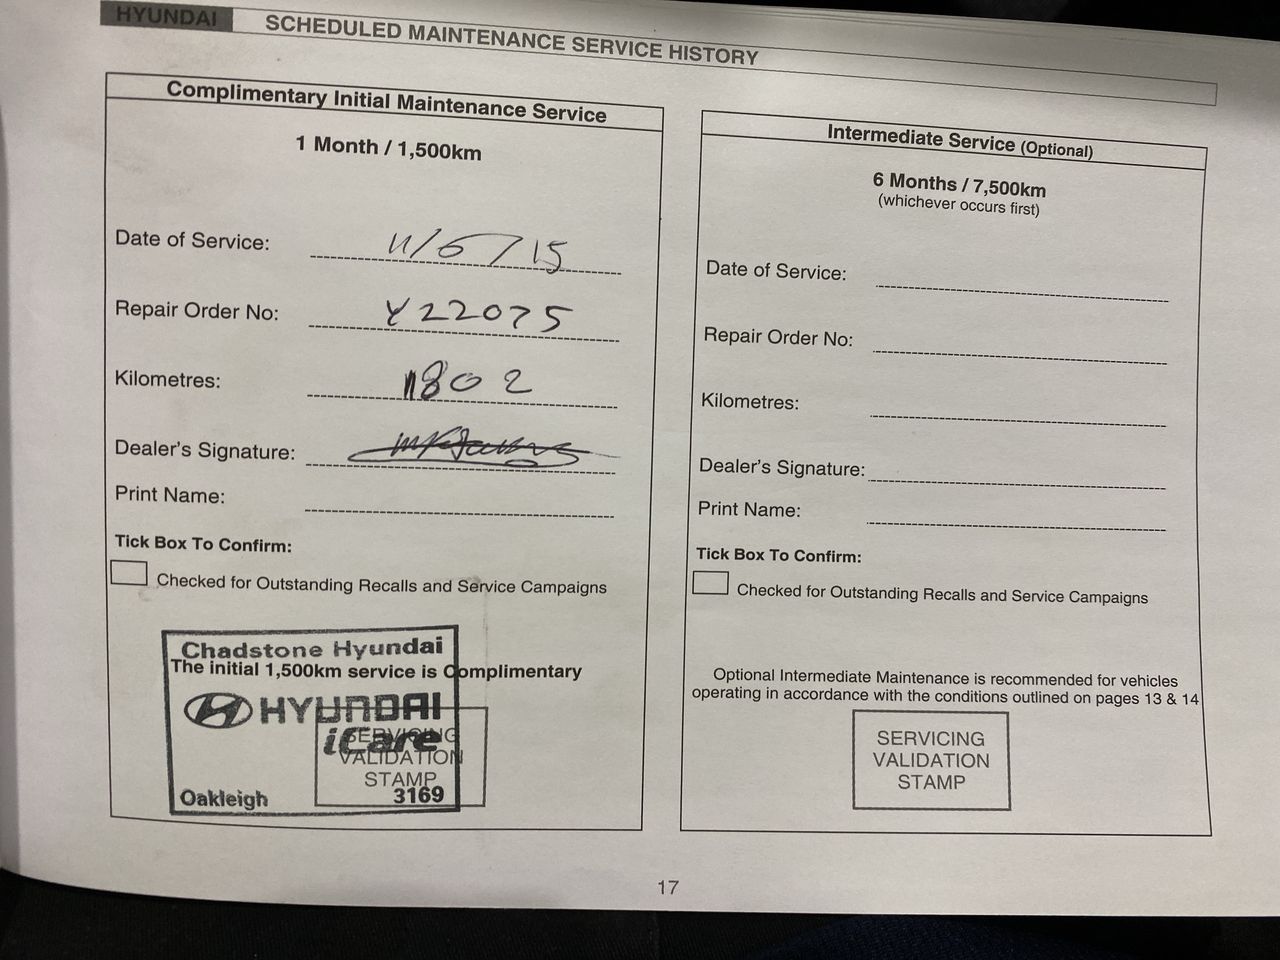 HYUNDAI
SCHEDULED MAINTENANCE SERVICE HISTORY
Complimentary Initial Maintenance Service
1 Month / 1,500km
Date of Service: 11/6/15
Repair Order No: Y22075
Kilometres: 1802
Dealer's Signature:
Print Name:
Tick Box To Confirm:
Checked for Outstanding Recalls and Service Campaigns
Chadstone Hyundai
The initial 1,500km service is Complimentary
HYUNDAI
iCare
SERVICING
VALIDATION
STAMP
Oakleigh 3169
Intermediate Service (Optional)
6 Months / 7,500km
(whichever occurs first)
Date of Service:
Repair Order No:
Kilometres:
Dealer's Signature:
Print Name:
Tick Box To Confirm:
Checked for Outstanding Recalls and Service Campaigns
Optional Intermediate Maintenance is recommended for vehicles
operating in accordance with the conditions outlined on pages 13 & 14
SERVICING
VALIDATION
STAMP
17